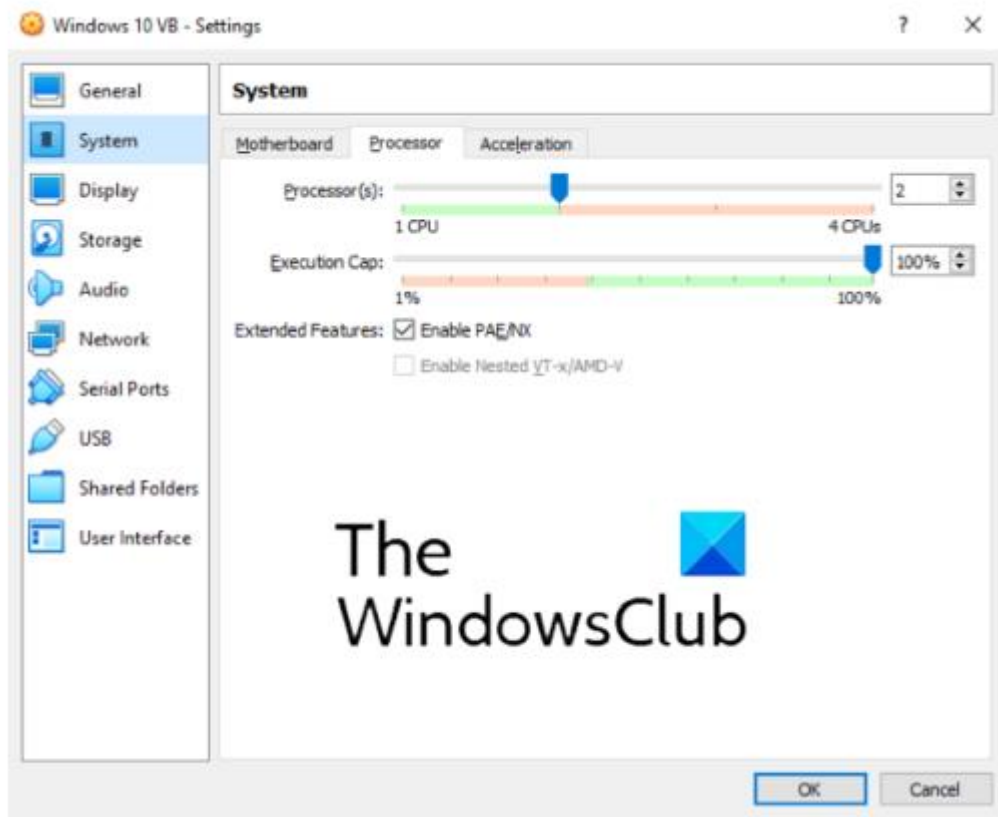 Windows 10 VB - Settings
?
General
System
Display
Storage
Audio
Network
Serial Ports
USB
Shared Folders
User Interface
System
Motherboard Processor Acceleration
Processor(s): 2
1 CPU 4 CPUs
Execution Cap: 100%
1% 100%
Extended Features: Enable PAE/NX
Enable Nested VT-x/AMD-V
The
WindowsClub
OK Cancel